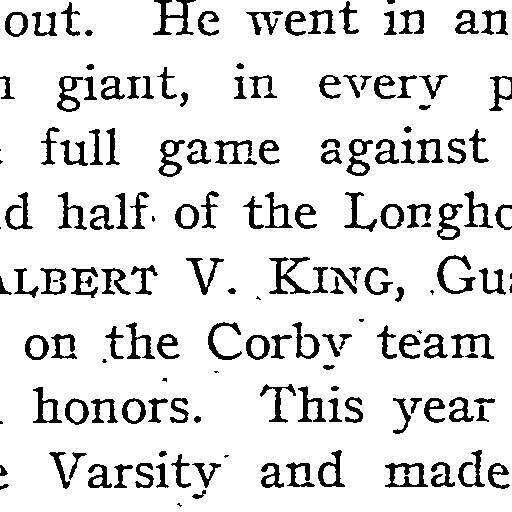 out. He went in an
giant, in every p
full game against
d half of the Longho
ALBERT V. KING, Gua
on the Corby team
honors. This year
e Varsity and made